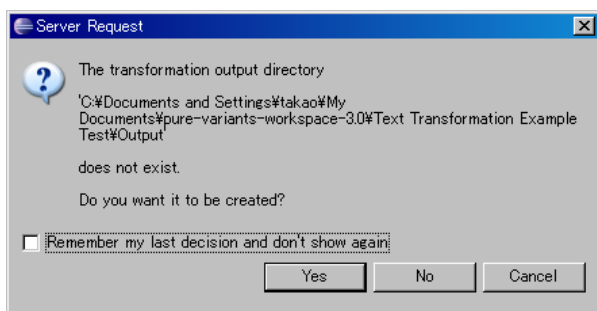 Server Request
The transformation output directory
'C:¥Documents and Settings¥takao¥My
Documents¥pure-variants-workspace-3.0¥Text Transformation Example
Test¥Output'
does not exist.
Do you want it to be created?
Remember my last decision and don't show again
Yes No Cancel